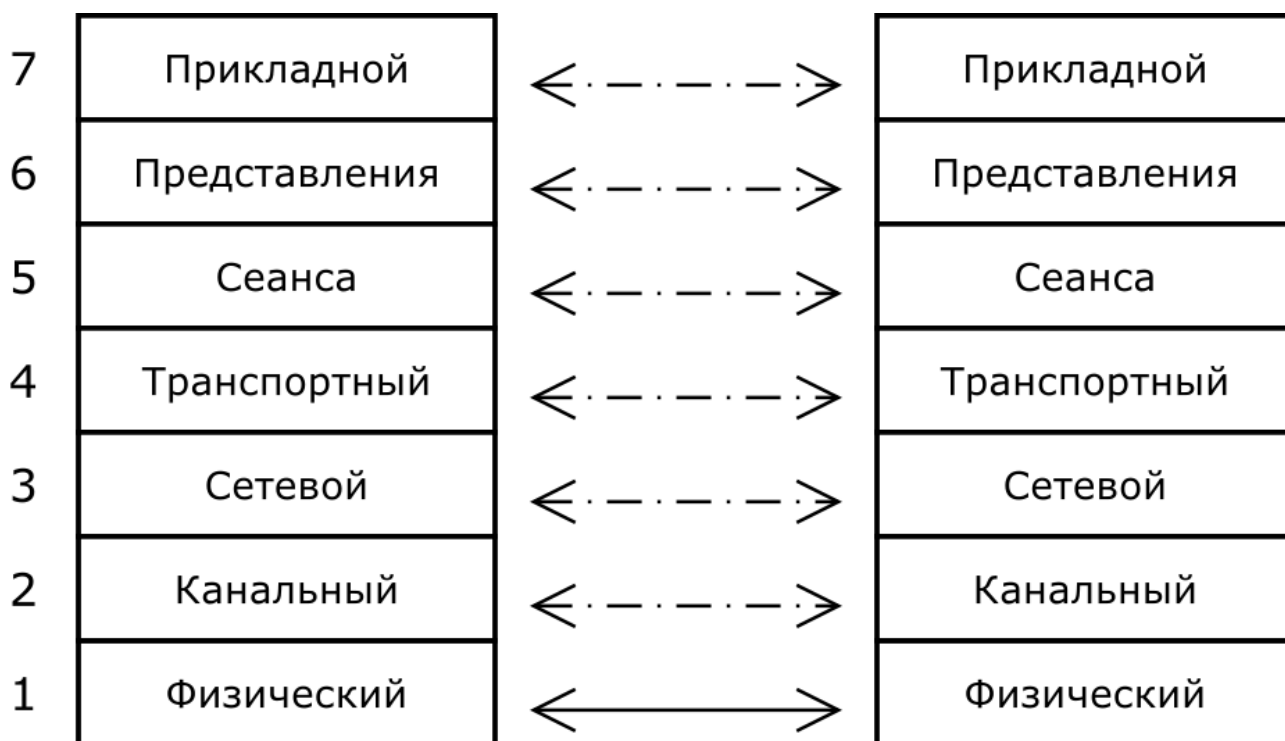 7 Прикладной Прикладной
6 Представления Представления
5 Сеанса Сеанса
4 Транспортный Транспортный
3 Сетевой Сетевой
2 Канальный Канальный
1 Физический Физический